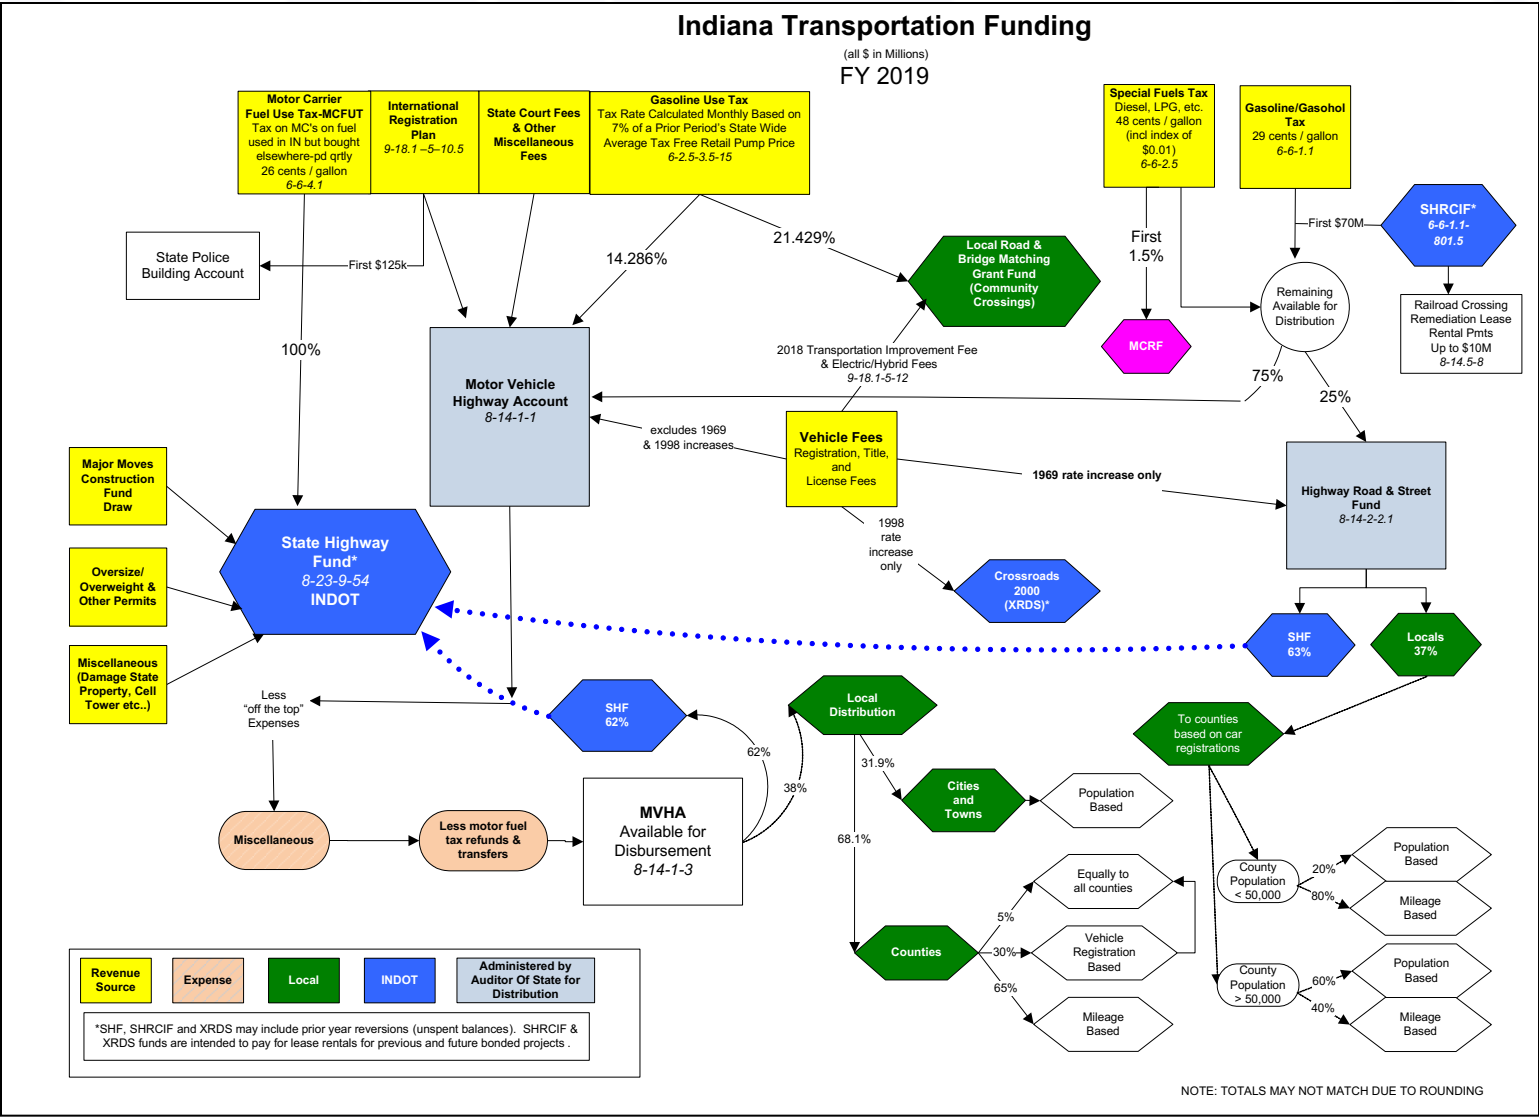 Indiana Transportation Funding
(all $ in Millions)
FY 2019
Motor Carrier
Fuel Use Tax-MCFUT
Tax on MC's on fuel
used in IN but bought
elsewhere-pd qrtly
26 cents / gallon
6-6-4.1
International
Registration
Plan
9-18.1 –5–10.5
State Court Fees
& Other
Miscellaneous
Fees
Gasoline Use Tax
Tax Rate Calculated Monthly Based on
7% of a Prior Period's State Wide
Average Tax Free Retail Pump Price
6-2.5-3.5-15
Special Fuels Tax
Diesel, LPG, etc.
48 cents / gallon
(incl index of
$0.01)
6-6-2.5
Gasoline/Gasohol
Tax
29 cents / gallon
6-6-1.1
SHRCIF*
6-6-1.1-
801.5
First $70M
State Police
Building Account
First $125k
14.286%
21.429%
Local Road &
Bridge Matching
Grant Fund
(Community
Crossings)
First
1.5%
Remaining
Available for
Distribution
Railroad Crossing
Remediation Lease
Rental Pmts
Up to $10M
8-14.5-8
100%
MCRF
2018 Transportation Improvement Fee
& Electric/Hybrid Fees
9-18.1-5-12
75%
25%
Motor Vehicle
Highway Account
8-14-1-1
excludes 1969
& 1998 increases
Vehicle Fees
Registration, Title,
and
License Fees
1969 rate increase only
Highway Road & Street
Fund
8-14-2-2.1
Major Moves
Construction
Fund
Draw
State Highway
Fund*
8-23-9-54
INDOT
1998
rate
increase
only
Oversize/
Overweight &
Other Permits
Crossroads
2000
(XRDS)*
SHF
63%
Locals
37%
Miscellaneous
(Damage State
Property, Cell
Tower etc..)
Less
“off the top”
Expenses
SHF
62%
Local
Distribution
To counties
based on car
registrations
62%
38%
31.9%
68.1%
Cities
and
Towns
Population
Based
Miscellaneous
Less motor fuel
tax refunds &
transfers
MVHA
Available for
Disbursement
8-14-1-3
Equally to
all counties
5%
Counties
30%
Vehicle
Registration
Based
65%
Mileage
Based
County
Population
< 50,000
20%
Population
Based
80%
Mileage
Based
County
Population
> 50,000
60%
Population
Based
40%
Mileage
Based
Revenue
Source
Expense
Local
INDOT
Administered by
Auditor Of State for
Distribution
*SHF, SHRCIF and XRDS may include prior year reversions (unspent balances). SHRCIF &
XRDS funds are intended to pay for lease rentals for previous and future bonded projects .
NOTE: TOTALS MAY NOT MATCH DUE TO ROUNDING